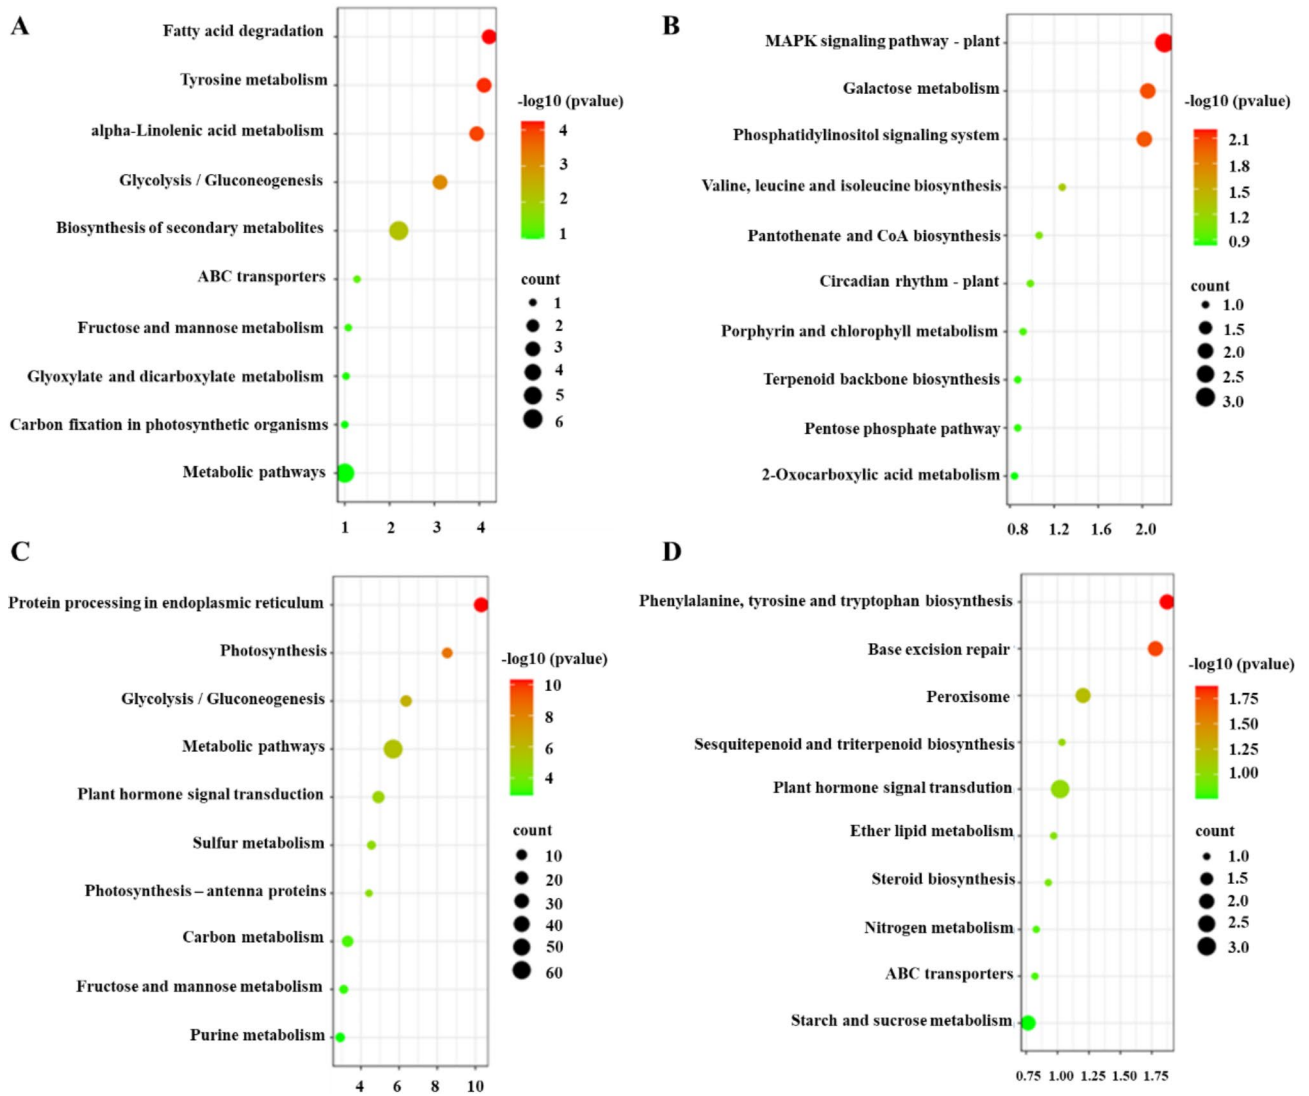 A
Fatty acid degradation
Tyrosine metabolism
alpha-Linolenic acid metabolism
Glycolysis / Gluconeogenesis
Biosynthesis of secondary metabolites
ABC transporters
Fructose and mannose metabolism
Glyoxylate and dicarboxylate metabolism
Carbon fixation in photosynthetic organisms
Metabolic pathways
1 2 3 4
-log10 (pvalue)
4
3
2
1
count
1
2
3
4
5
6
B
MAPK signaling pathway - plant
Galactose metabolism
Phosphatidylinositol signaling system
Valine, leucine and isoleucine biosynthesis
Pantothenate and CoA biosynthesis
Circadian rhythm - plant
Porphyrin and chlorophyll metabolism
Terpenoid backbone biosynthesis
Pentose phosphate pathway
2-Oxocarboxylic acid metabolism
0.8 1.2 1.6 2.0
-log10 (pvalue)
2.1
1.8
1.5
1.2
0.9
count
1.0
1.5
2.0
2.5
3.0
C
Protein processing in endoplasmic reticulum
Photosynthesis
Glycolysis / Gluconeogenesis
Metabolic pathways
Plant hormone signal transduction
Sulfur metabolism
Photosynthesis – antenna proteins
Carbon metabolism
Fructose and mannose metabolism
Purine metabolism
4 6 8 10
-log10 (pvalue)
10
8
6
4
count
10
20
30
40
50
60
D
Phenylalanine, tyrosine and tryptophan biosynthesis
Base excision repair
Peroxisome
Sesquitepenoid and triterpenoid biosynthesis
Plant hormone signal transdution
Ether lipid metabolism
Steroid biosynthesis
Nitrogen metabolism
ABC transporters
Starch and sucrose metabolism
0.75 1.00 1.25 1.50 1.75
-log10 (pvalue)
1.75
1.50
1.25
1.00
count
1.0
1.5
2.0
2.5
3.0